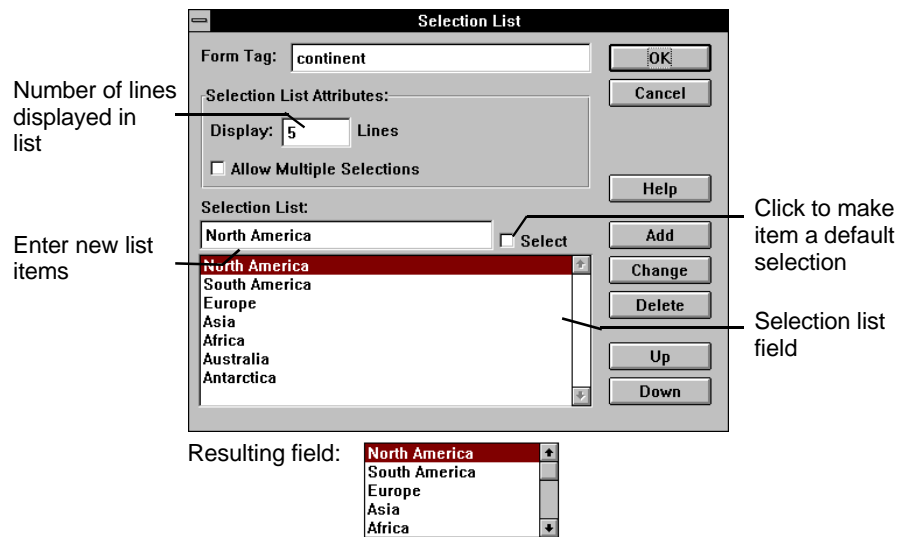 Selection List
Form Tag: continent
OK
Cancel
Number of lines
displayed in
list
Selection List Attributes:
Display: 5 Lines
Allow Multiple Selections
Help
Selection List:
North America
Select
Add
Click to make
item a default
selection
Enter new list
items
North America
South America
Europe
Asia
Africa
Australia
Antarctica
Change
Delete
Selection list
field
Up
Down
Resulting field:
North America
South America
Europe
Asia
Africa